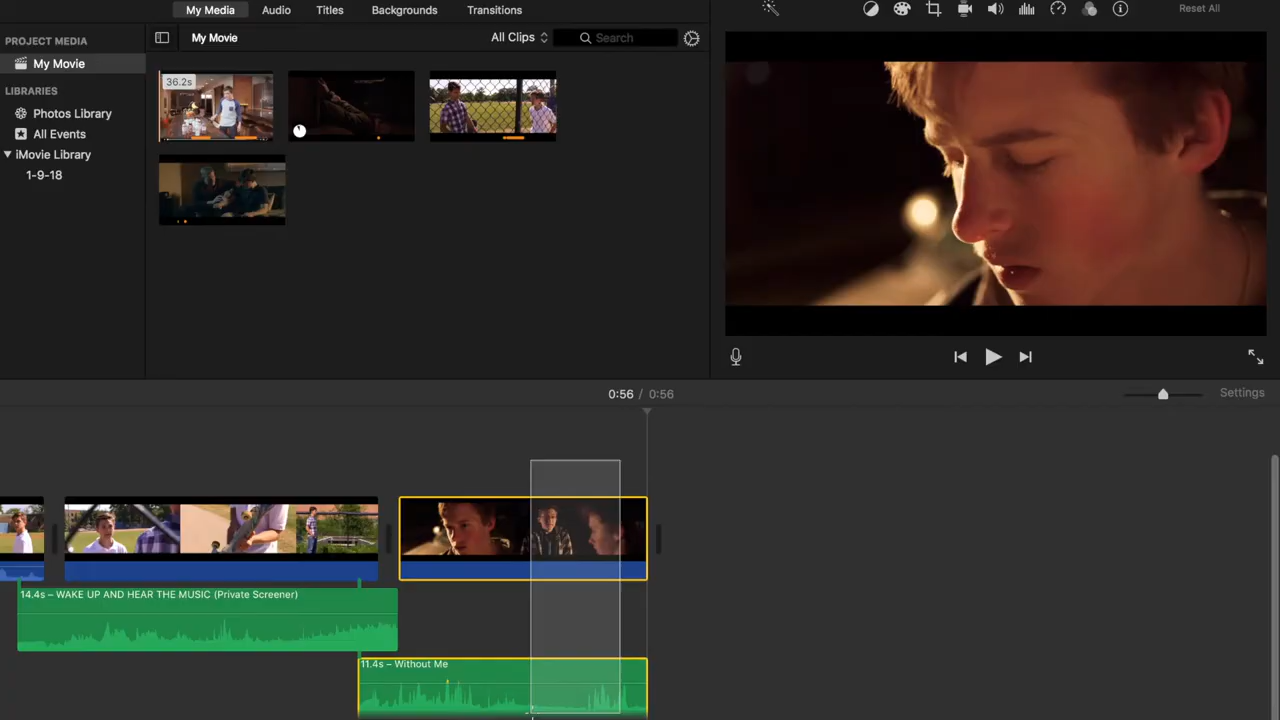 My Media Audio Titles Backgrounds Transitions
Reset All
PROJECT MEDIA
My Movie
My Movie
All Clips
Search
LIBRARIES
Photos Library
All Events
iMovie Library
1-9-18
36.2s
0:56 / 0:56
Settings
14.4s – WAKE UP AND HEAR THE MUSIC (Private Screener)
11.4s – Without Me